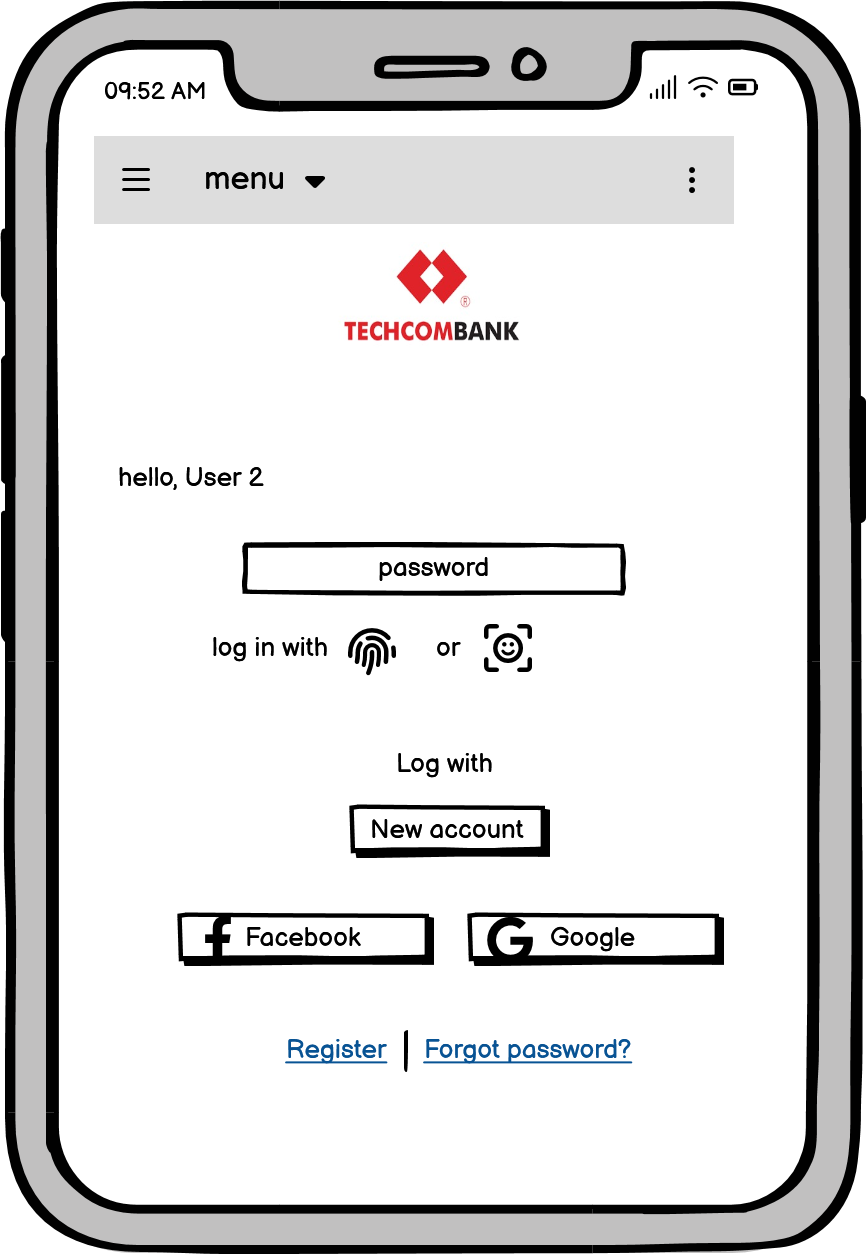 09:52 AM
menu
®
TECHCOMBANK
hello, User 2
password
log in with or
Log with
New account
Facebook Google
Register | Forgot password?